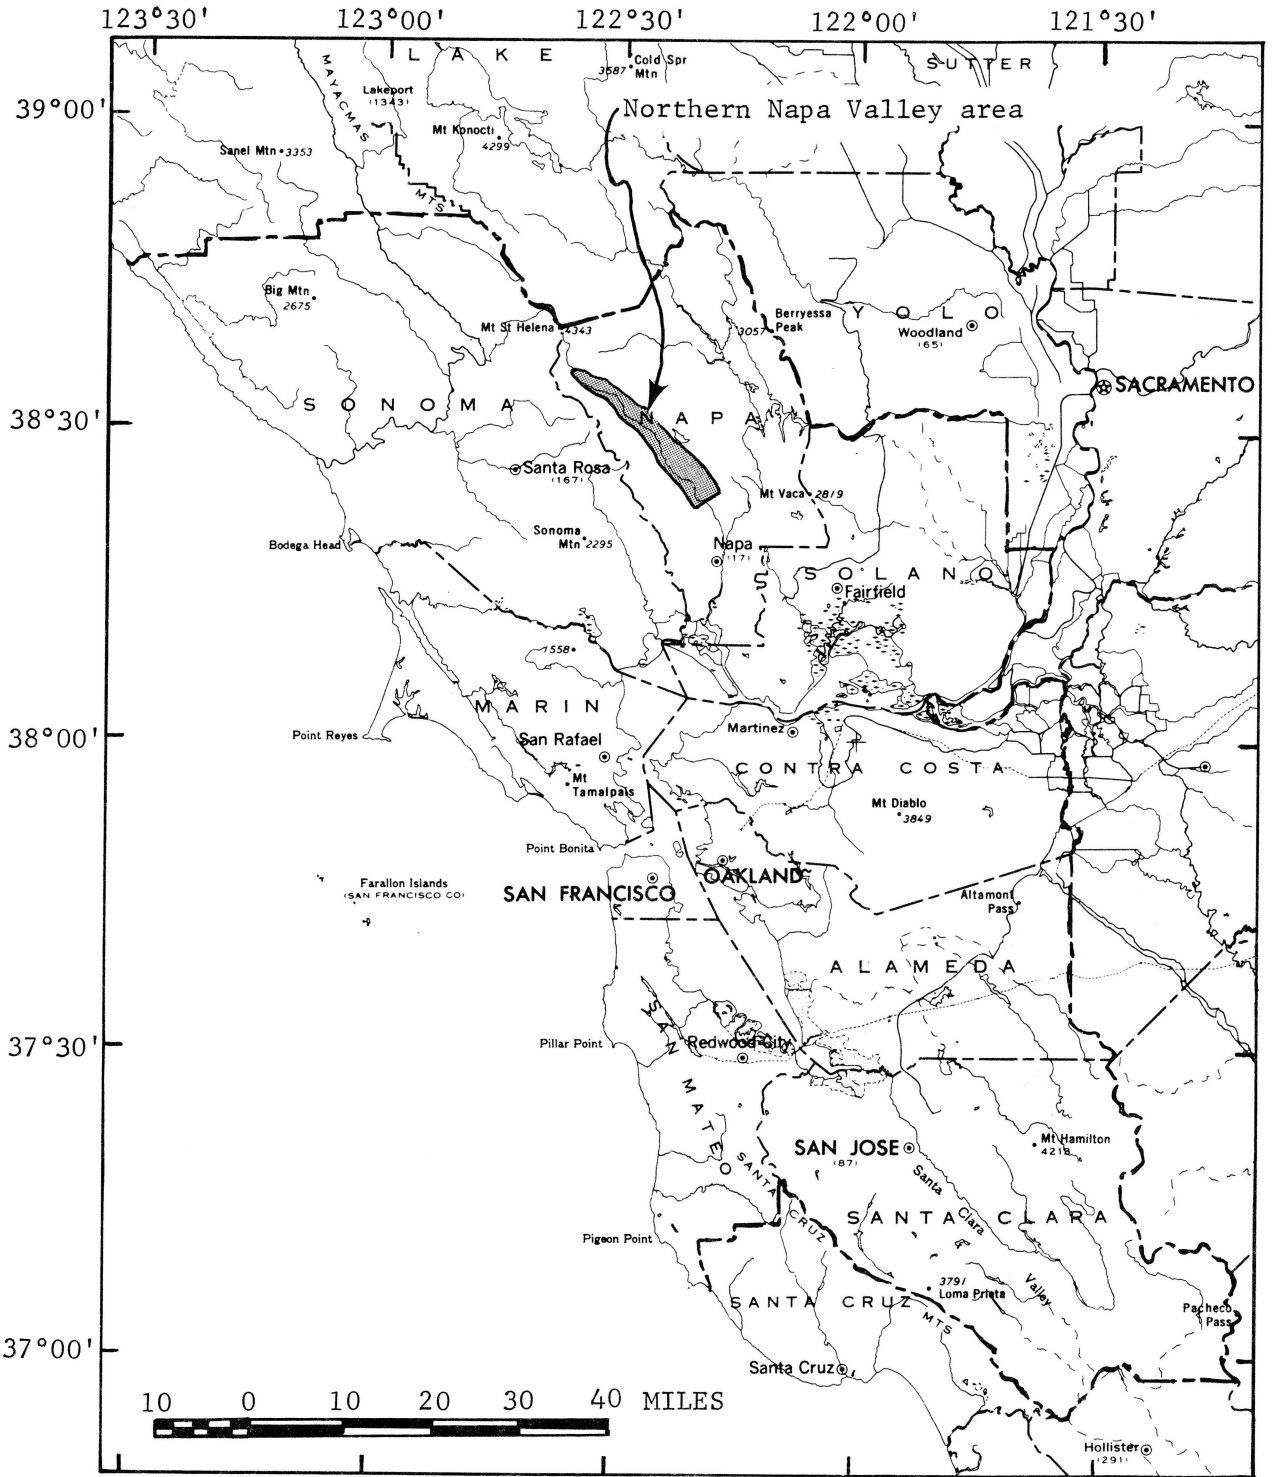 123°30' 123°00' 122°30' 122°00' 121°30'
LAKE
3587 Cold Spr
Mtn
SUTTER
MAYACMAS
MTS
Lakeport
(1343)
39°00'
Northern Napa Valley area
Mt Konocti
4299
Sanel Mtn 3353
Big Mtn
2675
Mt St Helena 4343
3057
Berryessa
Peak
YOLO
Woodland
(65)
SACRAMENTO
38°30'
SONOMA
NAPA
Santa Rosa
(167)
Mt Vaca 2819
Sonoma
Mtn 2295
Bodega Head
Napa
(17)
SOLANO
Fairfield
1558
MARIN
Point Reyes
38°00'
San Rafael
Martinez
CONTRA COSTA
Mt
Tamalpais
Mt Diablo
3849
Point Bonita
OAKLAND
SAN FRANCISCO
Farallon Islands
(SAN FRANCISCO CO)
Altamont
Pass
ALAMEDA
37°30'
Pillar Point
Redwood City
SAN MATEO
SAN JOSE
(87)
Mt Hamilton
4213
SANTA CRUZ MTS
Santa Clara Valley
SANTA CLARA
Pigeon Point
3791
Loma Prieta
SANTA CRUZ
Pacheco
Pass
37°00'
Santa Cruz
10 0 10 20 30 40 MILES
Hollister
(291)